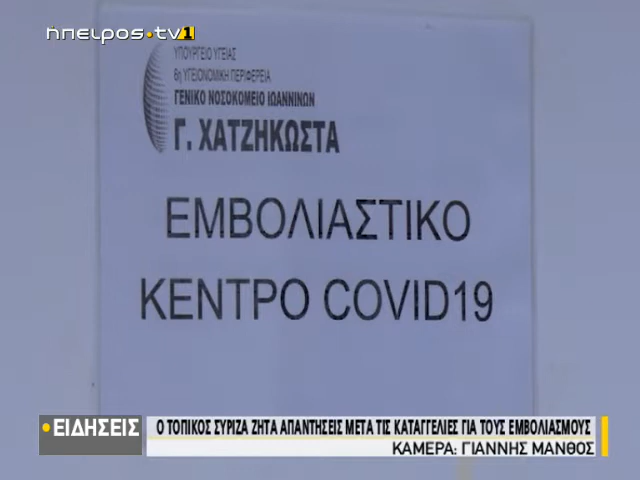 ηπειρος.tv1
ΥΠΟΥΡΓΕΙΟ ΥΓΕΙΑΣ
6η ΥΓΕΙΟΝΟΜΙΚΗ ΠΕΡΙΦΕΡΕΙΑ
ΓΕΝΙΚΟ ΝΟΣΟΚΟΜΕΙΟ ΙΩΑΝΝΙΝΩΝ
Γ. ΧΑΤΖΗΚΩΣΤΑ
ΕΜΒΟΛΙΑΣΤΙΚΟ
ΚΕΝΤΡΟ COVID19
ΕΙΔΗΣΕΙΣ
Ο ΤΟΠΙΚΟΣ ΣΥΡΙΖΑ ΖΗΤΑ ΑΠΑΝΤΗΣΕΙΣ ΜΕΤΑ ΤΙΣ ΚΑΤΑΓΓΕΛΙΕΣ ΓΙΑ ΤΟΥΣ ΕΜΒΟΛΙΑΣΜΟΥΣ
ΚΑΜΕΡΑ: ΓΙΑΝΝΗΣ ΜΑΝΘΟΣ